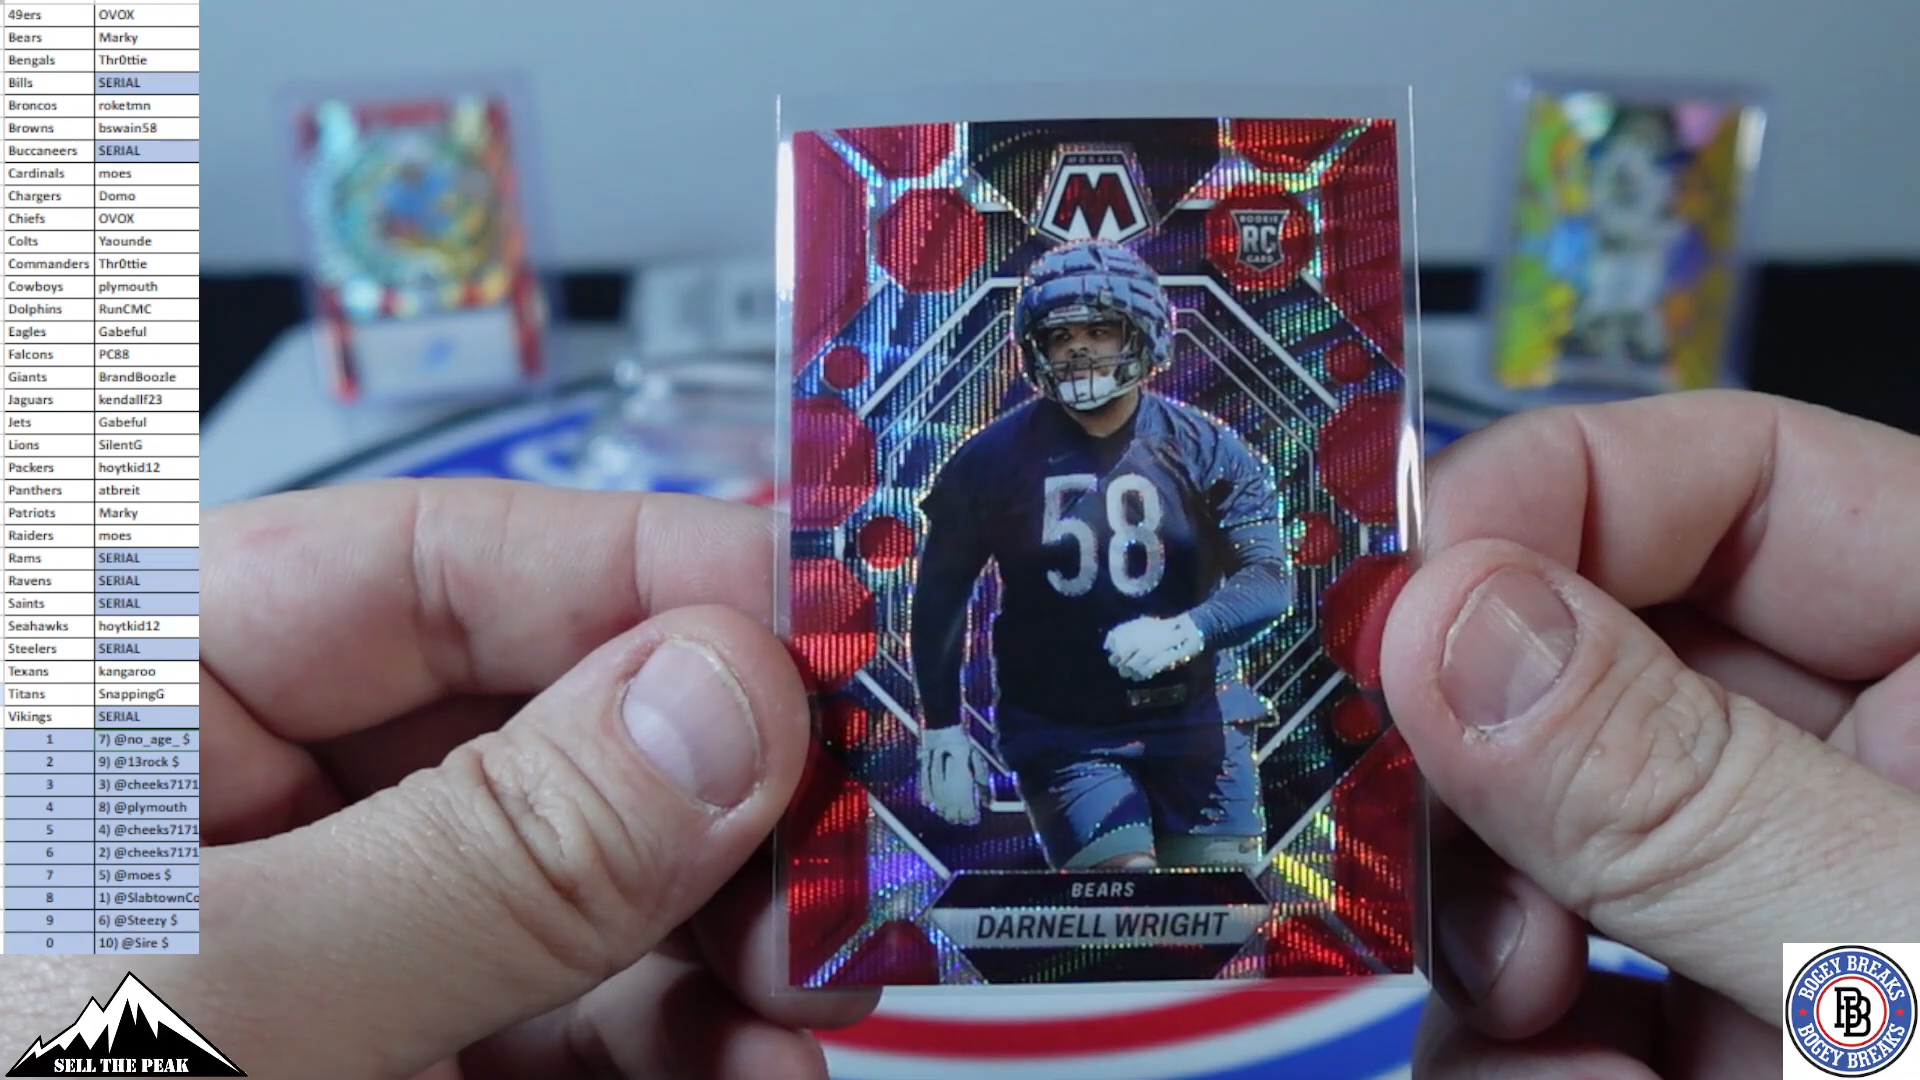 49ers OVOX
Bears Marky
Bengals Thr0ttie
Bills SERIAL
Broncos roketmn
Browns bswain58
Buccaneers SERIAL
Cardinals moes
Chargers Domo
Chiefs OVOX
Colts Yaounde
Commanders Thr0ttie
Cowboys plymouth
Dolphins RunCMC
Eagles Gabeful
Falcons PC88
Giants BrandBoozle
Jaguars kendallf23
Jets Gabeful
Lions SilentG
Packers hoytkid12
Panthers atbreit
Patriots Marky
Raiders moes
Rams SERIAL
Ravens SERIAL
Saints SERIAL
Seahawks hoytkid12
Steelers SERIAL
Texans kangaroo
Titans SnappingG
Vikings SERIAL
1 7) @no_age_ $
2 9) @13rock $
3 3) @cheeks7171
4 8) @plymouth
5 4) @cheeks7171
6 2) @cheeks7171
7 5) @moes $
8 1) @SlabtownCo
9 6) @Steezy $
0 10) @Sire $
SELL THE PEAK
MOSAIC
M
ROOKIE
RC
CARD
58
BEARS
DARNELL WRIGHT
BOGEY BREAKS
BB
BOGEY BREAKS